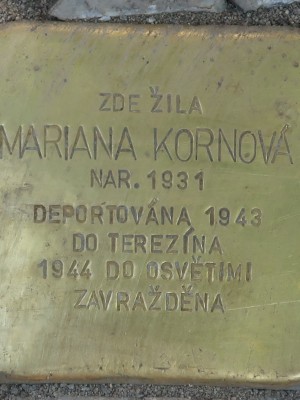 ZDE ŽILA
MARIANA KORNOVÁ
NAR. 1931
DEPORTOVÁNA 1943
DO TEREZÍNA
1944 DO OSVĚTIMI
ZAVRAŽDĚNA